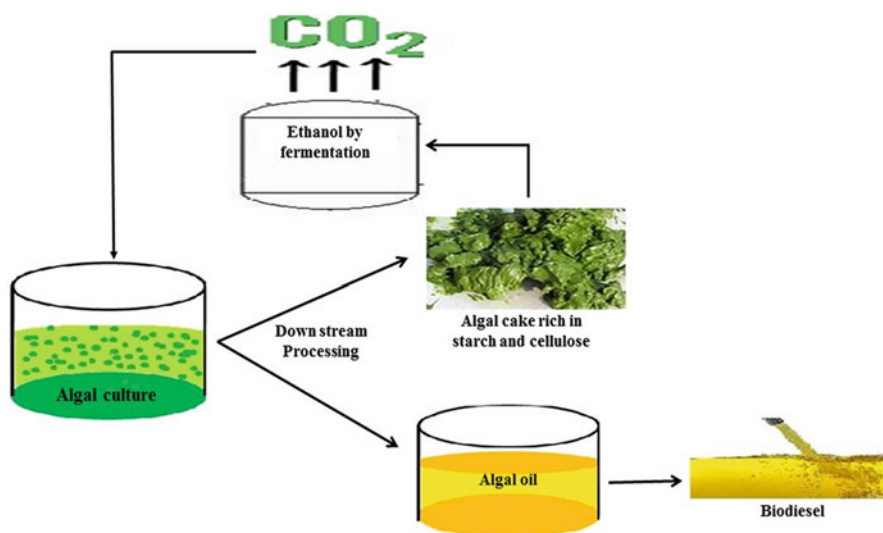 CO₂
Ethanol by
fermentation
Algal cake rich in
starch and cellulose
Down stream
Processing
Algal culture
Algal oil
Biodiesel